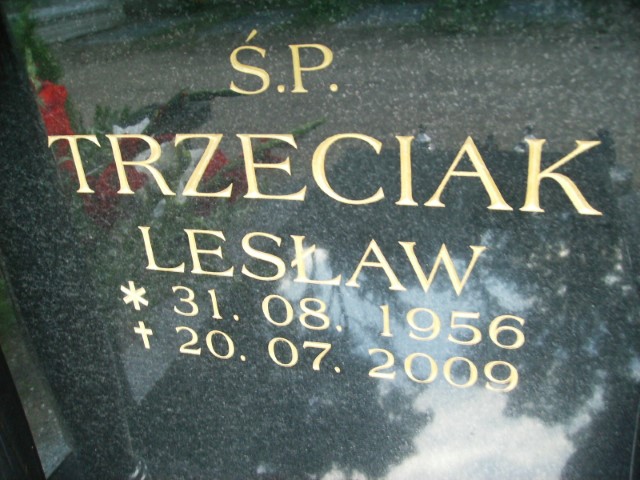 Ś.P.
TRZECIAK
LESŁAW
* 31. 08. 1956
✝ 20. 07. 2009